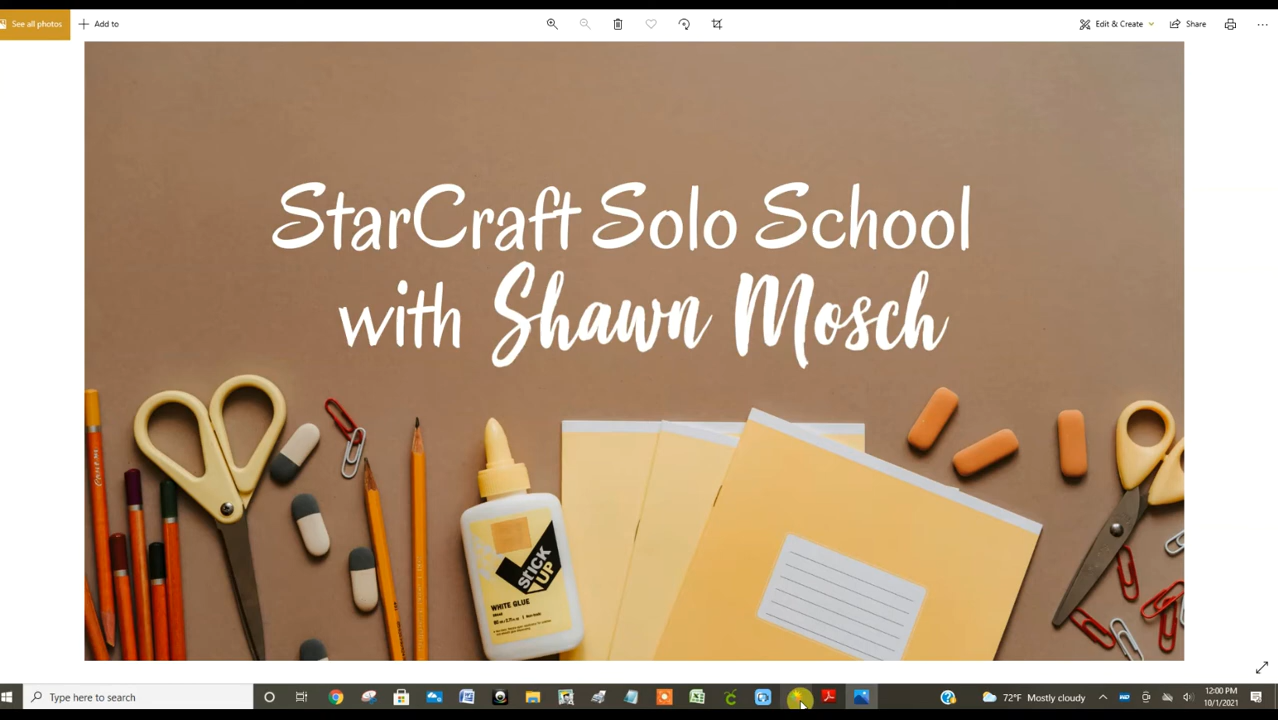 See all photos
Add to
Edit & Create
Share
StarCraft Solo School
with Shawn Mosch
STICK
UP
WHITE GLUE
Type here to search
72°F Mostly cloudy
12:00 PM
10/1/2021